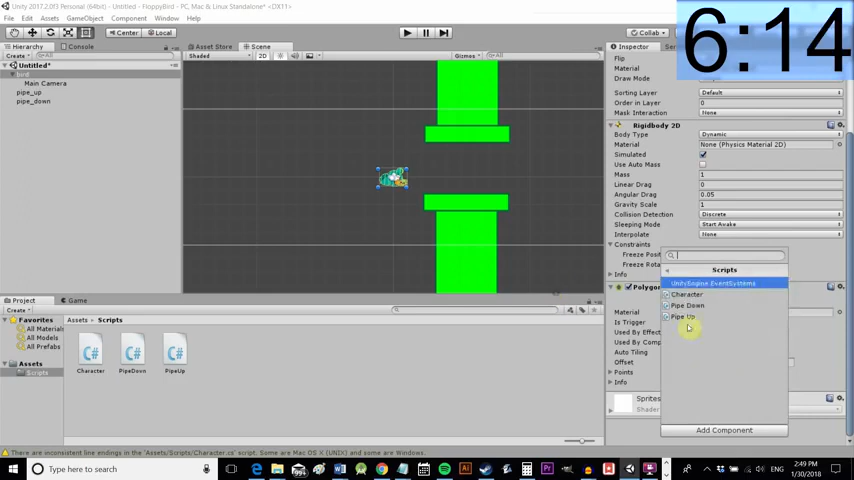 Unity 2017.2.0f3 Personal (64bit) - Untitled - FloppyBird - PC, Mac & Linux Standalone* <DX11>
6:14
File Edit Assets GameObject Component Window Help
Center Local Collab
Hierarchy Console
Create All
Untitled*
bird
Main Camera
pipe_up
pipe_down
Asset Store Scene
Shaded 2D Gizmos All
Inspector
Flip
Material
Draw Mode
Sorting Layer Default
Order in Layer 0
Mask Interaction None
Rigidbody 2D
Body Type Dynamic
Material None (Physics Material 2D)
Simulated
Use Auto Mass
Mass 1
Linear Drag 0
Angular Drag 0.05
Gravity Scale 1
Collision Detection Discrete
Sleeping Mode Start Awake
Interpolate None
Constraints
Freeze Posi
Freeze Rota
Info
Polygo
Material
Is Trigger
Used By Effect
Used By Compo
Auto Tiling
Offset
Points
Info
Sprites
Shader
Scripts
UnityEngine.EventSystems
Character
Pipe Down
Pipe Up
Add Component
Project Game
Create
Favorites
All Materials
All Models
All Prefabs
Assets
Scripts
Assets Scripts
C# C# C#
Character PipeDown PipeUp
There are inconsistent line endings in the 'Assets/Scripts/Character.cs' script. Some are Mac OS X (UNIX) and some are Windows.
Type here to search
99+
ENG
2:49 PM
1/30/2018